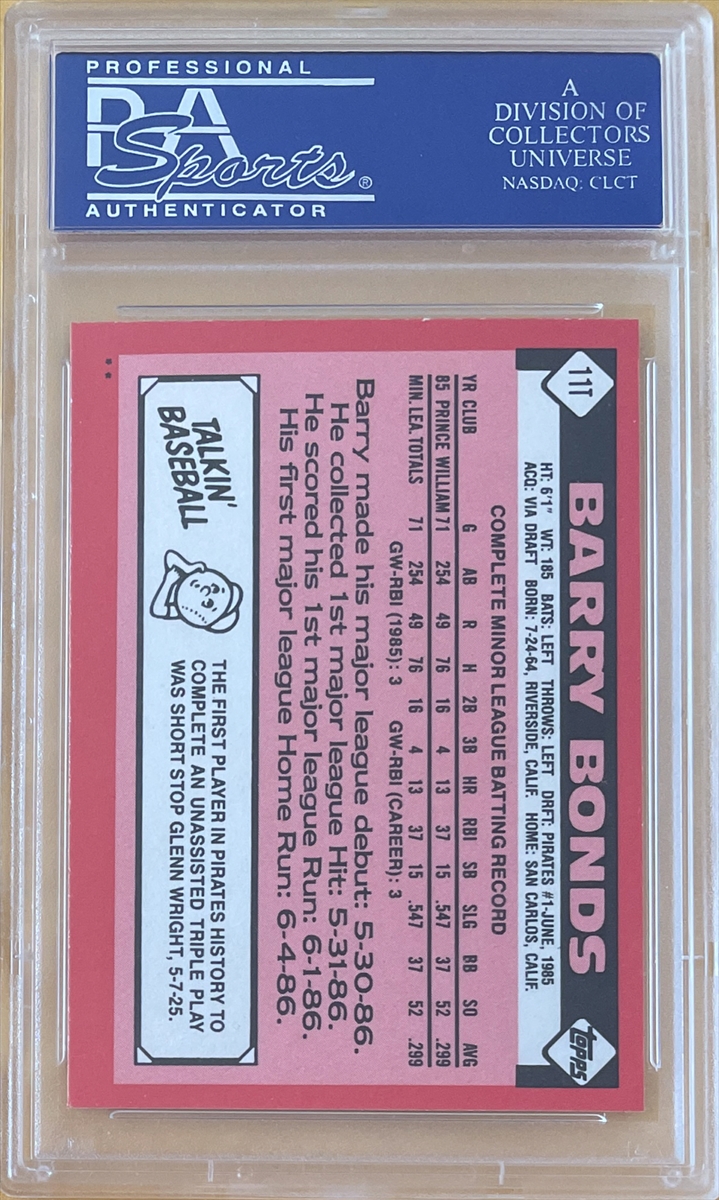 PROFESSIONAL
PSA
Sports®
AUTHENTICATOR
A
DIVISION OF
COLLECTORS
UNIVERSE
NASDAQ: CLCT
11T
BARRY BONDS
topps
HT: 6'1" WT: 185 BATS: LEFT THROWS: LEFT DRFT: PIRATES #1-JUNE, 1985
ACQ: VIA DRAFT BORN: 7-24-64, RIVERSIDE, CALIF. HOME: SAN CARLOS, CALIF.
COMPLETE MINOR LEAGUE BATTING RECORD
YR CLUB G AB R H 2B 3B HR RBI SB SLG BB SO AVG
85 PRINCE WILLIAM 71 254 49 76 16 4 13 37 15 .547 37 52 .299
MIN. LEA. TOTALS 71 254 49 76 16 4 13 37 15 .547 37 52 .299
GW-RBI (1985): 3 GW-RBI (CAREER): 3
Barry made his major league debut: 5-30-86.
He collected 1st major league Hit: 5-31-86.
He scored his 1st major league Run: 6-1-86.
His first major league Home Run: 6-4-86.
TALKIN'
BASEBALL
THE FIRST PLAYER IN PIRATES HISTORY TO
COMPLETE AN UNASSISTED TRIPLE PLAY
WAS SHORT STOP GLENN WRIGHT, 5-7-25.
**